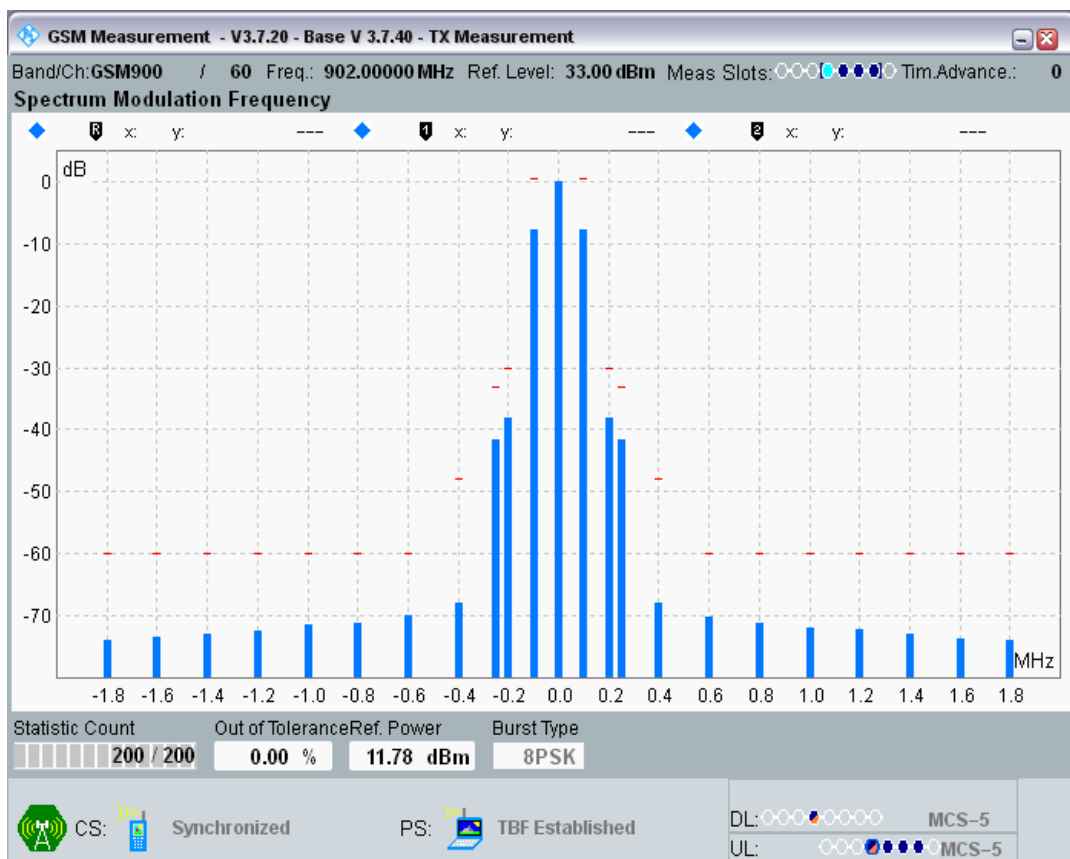 GSM Measurement - V3.7.20 - Base V 3.7.40 - TX Measurement
Band/Ch:GSM900 / 60 Freq.: 902.00000 MHz Ref. Level: 33.00 dBm Meas Slots: Tim.Advance.: 0
Spectrum Modulation Frequency
R x: y: --- 1 x: y: --- 2 x: y: ---
dB
0
-10
-20
-30
-40
-50
-60
-70
MHz
-1.8 -1.6 -1.4 -1.2 -1.0 -0.8 -0.6 -0.4 -0.2 0.0 0.2 0.4 0.6 0.8 1.0 1.2 1.4 1.6 1.8
Statistic Count Out of Tolerance Ref. Power Burst Type
200 / 200 0.00 % 11.78 dBm 8PSK
CS: Synchronized PS: TBF Established
DL: MCS-5
UL: MCS-5